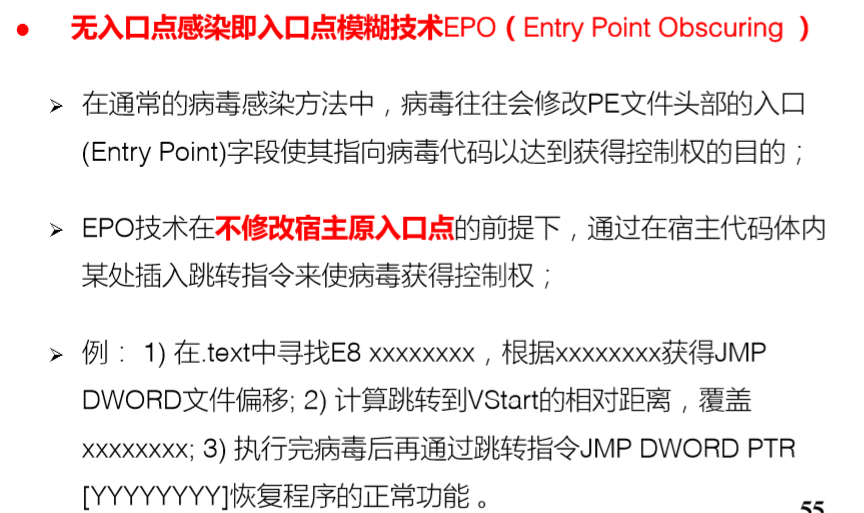 ● 无入口点感染即入口点模糊技术EPO（Entry Point Obscuring ）
➢ 在通常的病毒感染方法中，病毒往往会修改PE文件头部的入口
(Entry Point)字段使其指向病毒代码以达到获得控制权的目的；
➢ EPO技术在不修改宿主原入口点的前提下，通过在宿主代码体内
某处插入跳转指令来使病毒获得控制权；
➢ 例： 1) 在.text中寻找E8 xxxxxxxx，根据xxxxxxxx获得JMP
DWORD文件偏移; 2) 计算跳转到VStart的相对距离，覆盖
xxxxxxxx; 3) 执行完病毒后再通过跳转指令JMP DWORD PTR
[YYYYYYYY]恢复程序的正常功能 。
55